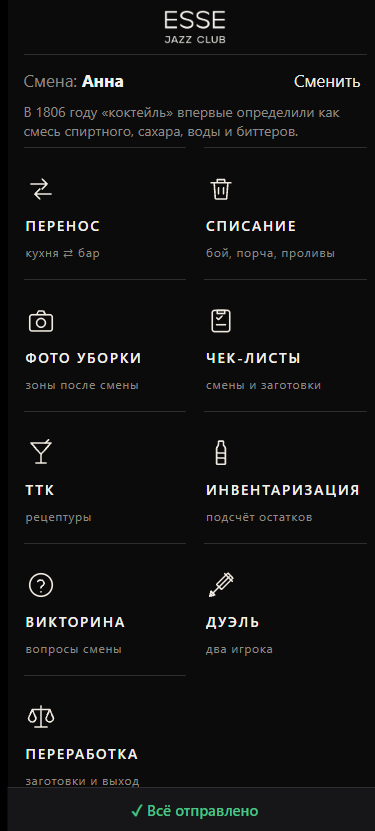 ESSE
JAZZ CLUB
Смена: Анна
Сменить
В 1806 году «коктейль» впервые определили как
смесь спиртного, сахара, воды и биттеров.
ПЕРЕНОС
кухня ⇄ бар
СПИСАНИЕ
бой, порча, проливы
ФОТО УБОРКИ
зоны после смены
ЧЕК-ЛИСТЫ
смены и заготовки
ТТК
рецептуры
ИНВЕНТАРИЗАЦИЯ
подсчёт остатков
ВИКТОРИНА
вопросы смены
ДУЭЛЬ
два игрока
ПЕРЕРАБОТКА
заготовки и выход
✓ Всё отправлено